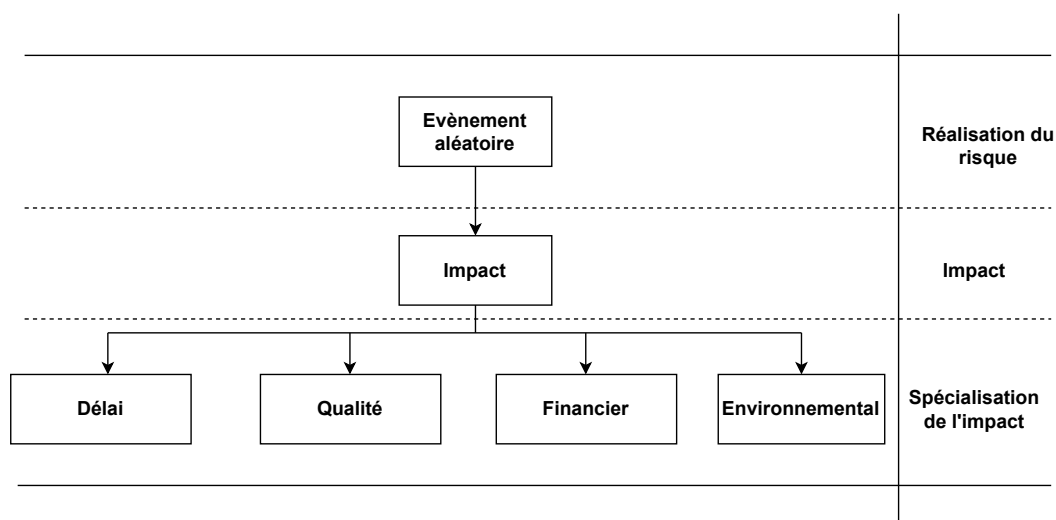 Evènement
aléatoire
Réalisation du
risque
Impact
Impact
Délai
Qualité
Financier
Environnemental
Spécialisation
de l'impact